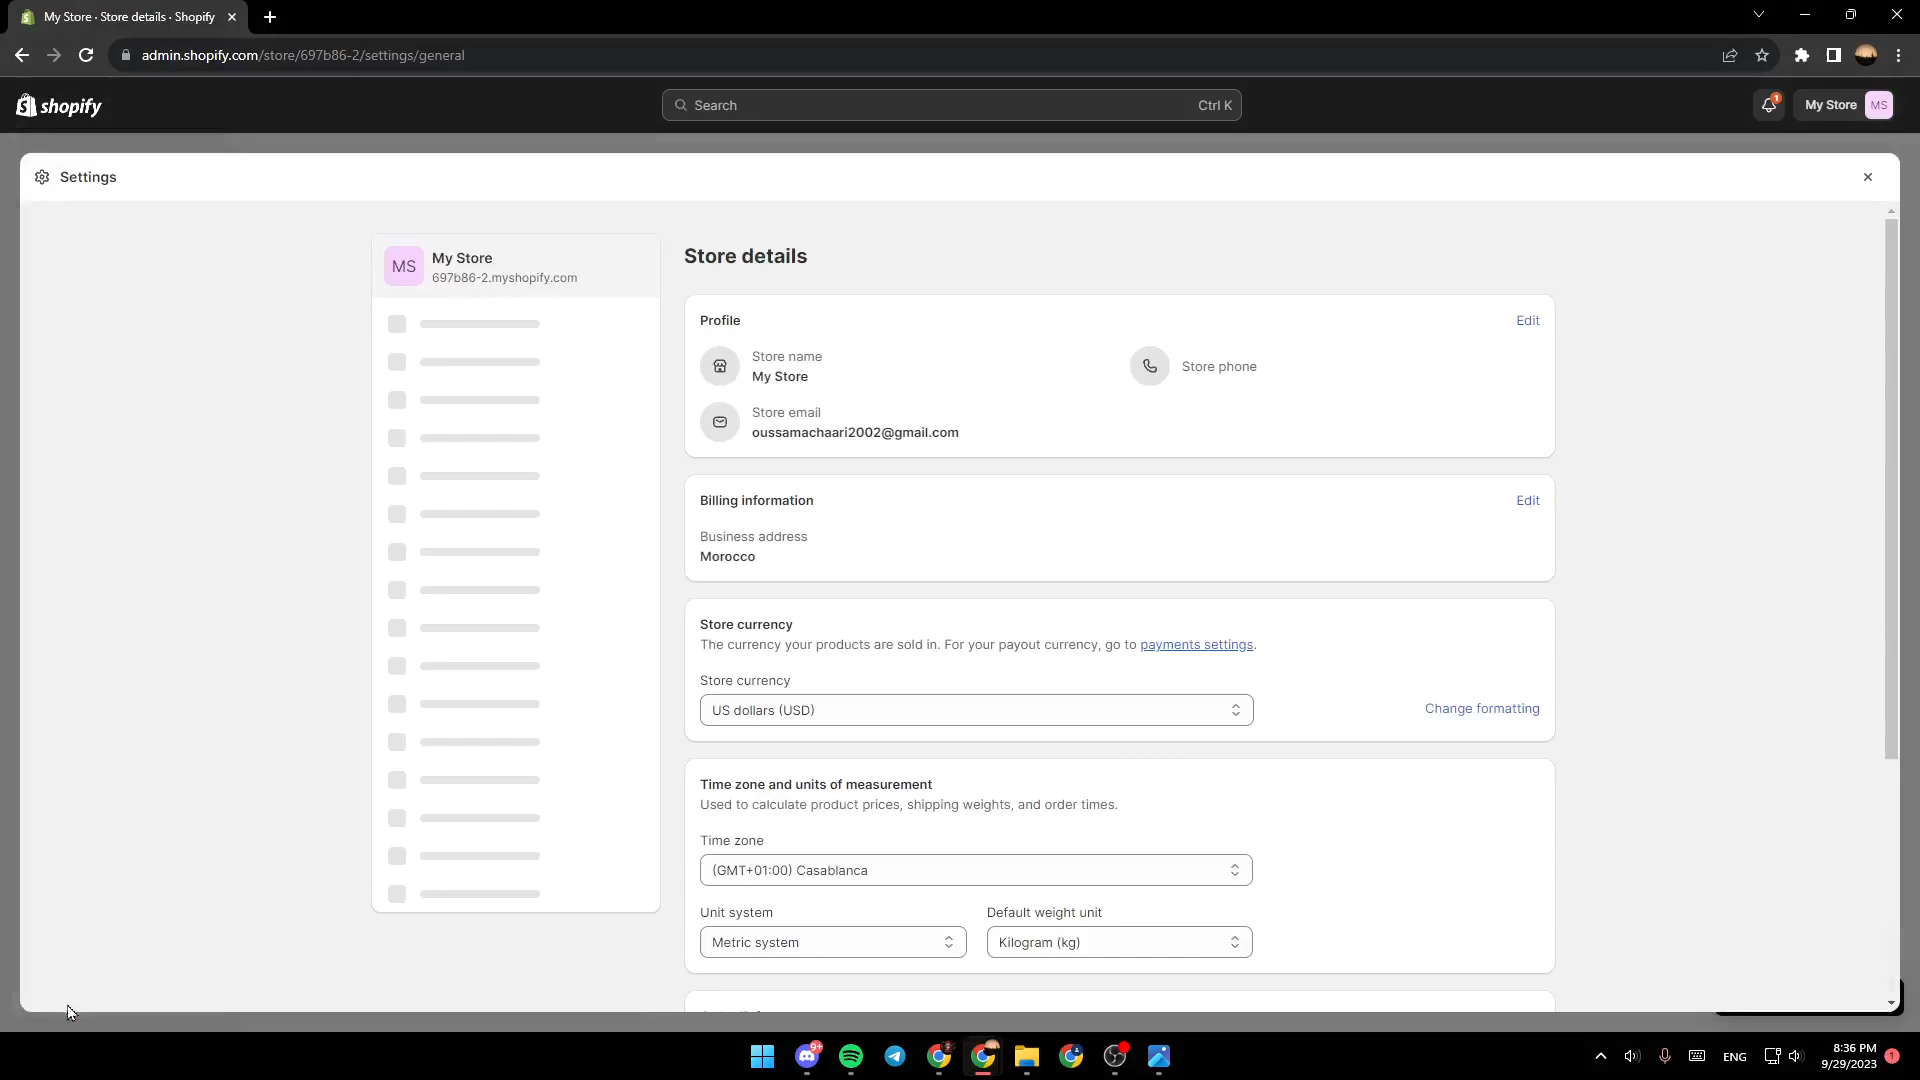 My Store · Store details · Shopify
admin.shopify.com/store/697b86-2/settings/general
shopify
Search
Ctrl K
1
My Store
MS
Settings
MS
My Store
697b86-2.myshopify.com
Store details
Profile
Edit
Store name
My Store
Store phone
Store email
oussamachaari2002@gmail.com
Billing information
Edit
Business address
Morocco
Store currency
The currency your products are sold in. For your payout currency, go to payments settings.
Store currency
US dollars (USD)
Change formatting
Time zone and units of measurement
Used to calculate product prices, shipping weights, and order times.
Time zone
(GMT+01:00) Casablanca
Unit system
Default weight unit
Metric system
Kilogram (kg)
9+
ENG
8:36 PM
9/29/2023
1